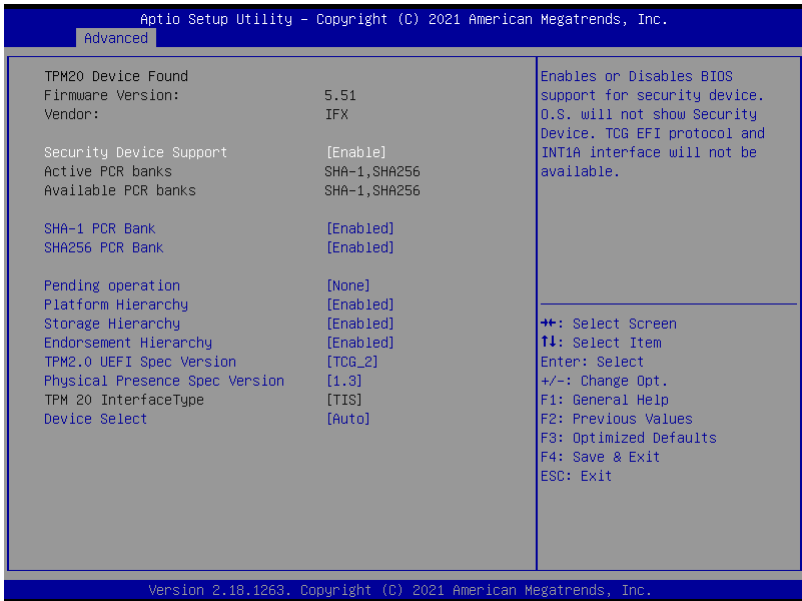 Aptio Setup Utility – Copyright (C) 2021 American Megatrends, Inc.
Advanced
TPM20 Device Found
Firmware Version: 5.51
Vendor: IFX
Security Device Support [Enable]
Active PCR banks SHA-1,SHA256
Available PCR banks SHA-1,SHA256
SHA-1 PCR Bank [Enabled]
SHA256 PCR Bank [Enabled]
Pending operation [None]
Platform Hierarchy [Enabled]
Storage Hierarchy [Enabled]
Endorsement Hierarchy [Enabled]
TPM2.0 UEFI Spec Version [TCG_2]
Physical Presence Spec Version [1.3]
TPM 20 InterfaceType [TIS]
Device Select [Auto]
Enables or Disables BIOS
support for security device.
O.S. will not show Security
Device. TCG EFI protocol and
INT1A interface will not be
available.
→←: Select Screen
↑↓: Select Item
Enter: Select
+/-: Change Opt.
F1: General Help
F2: Previous Values
F3: Optimized Defaults
F4: Save & Exit
ESC: Exit
Version 2.18.1263. Copyright (C) 2021 American Megatrends, Inc.